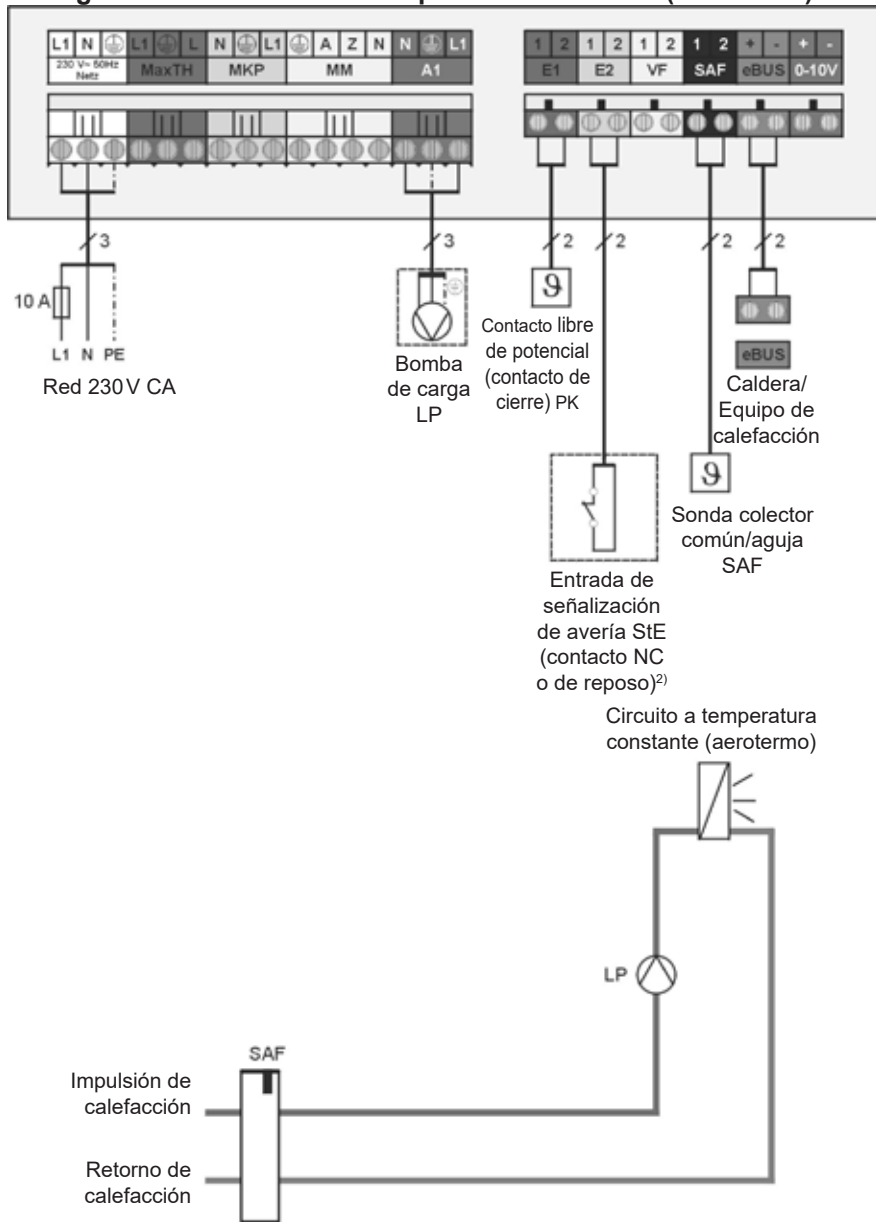 L1 N L1 L N L1 A Z N N L1
230 V~ 50Hz
Netz
MaxTH MKP MM A1
1 2 1 2 1 2 1 2 + - + -
E1 E2 VF SAF eBUS 0-10V
3 3 2 2 2 2
10 A
L1 N PE
Red 230 V CA
Bomba
de carga
LP
ϑ
Contacto libre
de potencial
(contacto de
cierre) PK
eBUS
Caldera/
Equipo de
calefacción
ϑ
Sonda colector
común/aguja
SAF
Entrada de
señalización
de avería StE
(contacto NC
o de reposo)2)
Circuito a temperatura
constante (aerotermo)
LP
SAF
Impulsión de
calefacción
Retorno de
calefacción